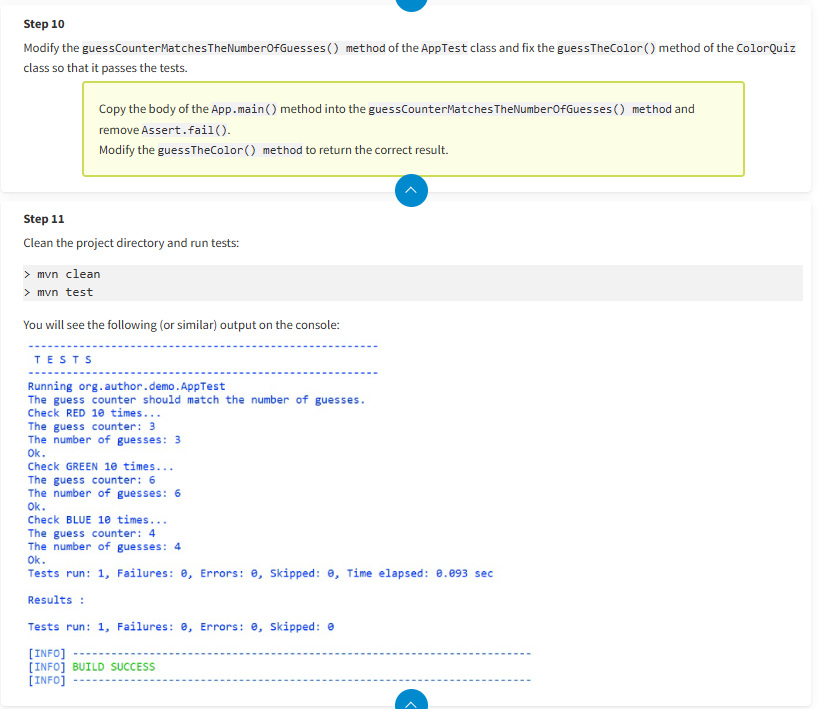 Step 10
Modify the guessCounterMatchesTheNumberOfGuesses() method of the AppTest class and fix the guessTheColor() method of the ColorQuiz
class so that it passes the tests.
Copy the body of the App.main() method into the guessCounterMatchesTheNumberOfGuesses() method and
remove Assert.fail().
Modify the guessTheColor() method to return the correct result.
Step 11
Clean the project directory and run tests:
> mvn clean
> mvn test
You will see the following (or similar) output on the console:
-------------------------------------------------------
T E S T S
-------------------------------------------------------
Running org.author.demo.AppTest
The guess counter should match the number of guesses.
Check RED 10 times...
The guess counter: 3
The number of guesses: 3
Ok.
Check GREEN 10 times...
The guess counter: 6
The number of guesses: 6
Ok.
Check BLUE 10 times...
The guess counter: 4
The number of guesses: 4
Ok.
Tests run: 1, Failures: 0, Errors: 0, Skipped: 0, Time elapsed: 0.093 sec
Results :
Tests run: 1, Failures: 0, Errors: 0, Skipped: 0
[INFO] ------------------------------------------------------------------------
[INFO] BUILD SUCCESS
[INFO] ------------------------------------------------------------------------